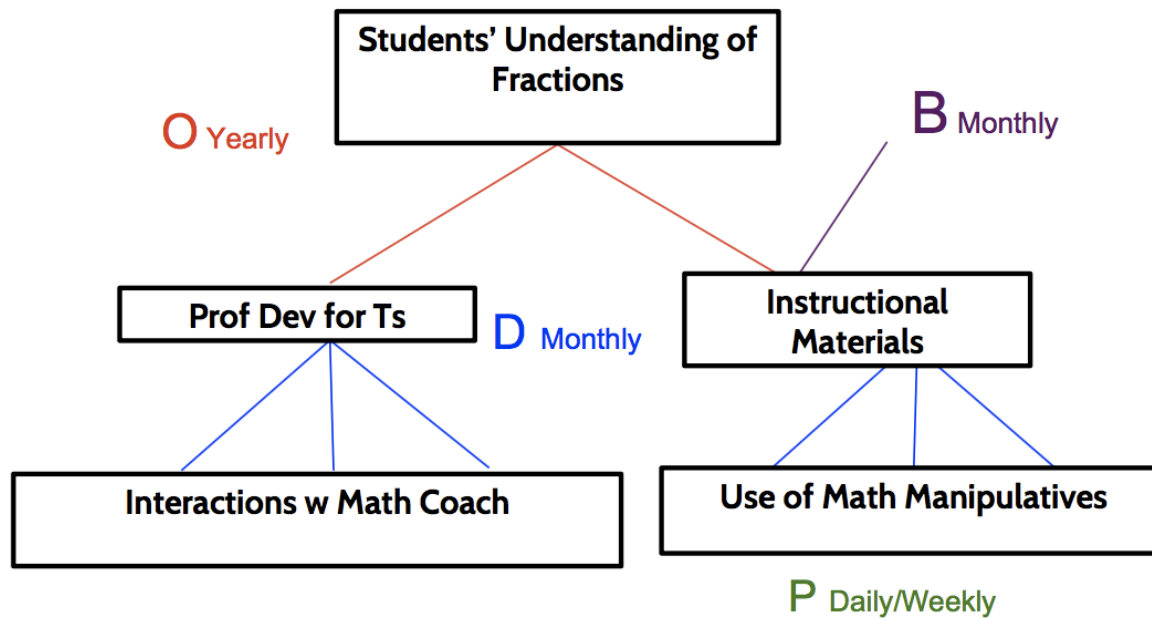 Students’ Understanding of
Fractions
O Yearly
B Monthly
Prof Dev for Ts
D Monthly
Instructional
Materials
Interactions w Math Coach
Use of Math Manipulatives
P Daily/Weekly